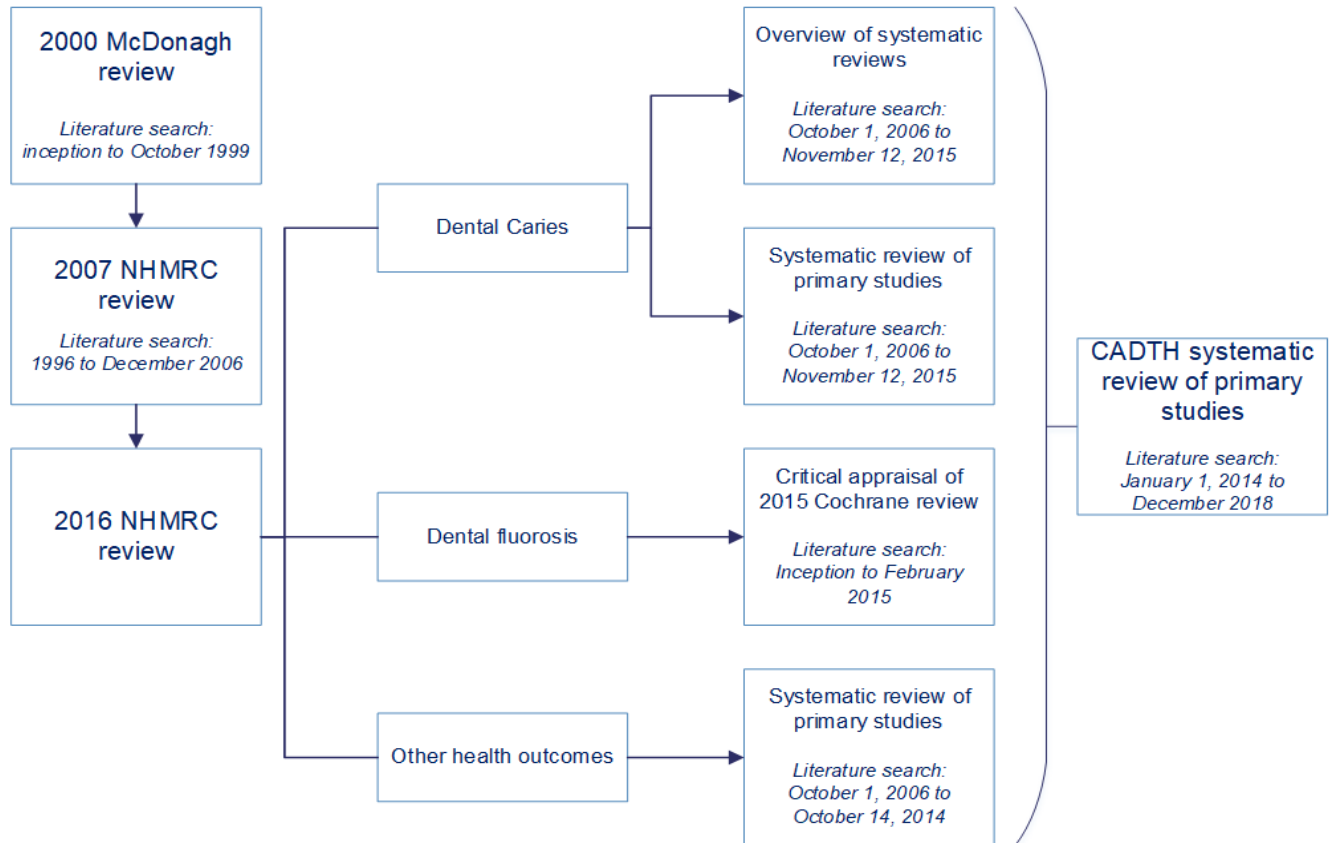 2000 McDonagh
review
Literature search:
inception to October 1999
2007 NHMRC
review
Literature search:
1996 to December 2006
2016 NHMRC
review
Dental Caries
Dental fluorosis
Other health outcomes
Overview of systematic
reviews
Literature search:
October 1, 2006 to
November 12, 2015
Systematic review of
primary studies
Literature search:
October 1, 2006 to
November 12, 2015
Critical appraisal of
2015 Cochrane review
Literature search:
Inception to February
2015
Systematic review of
primary studies
Literature search:
October 1, 2006 to
October 14, 2014
CADTH systematic
review of primary
studies
Literature search:
January 1, 2014 to
December 2018